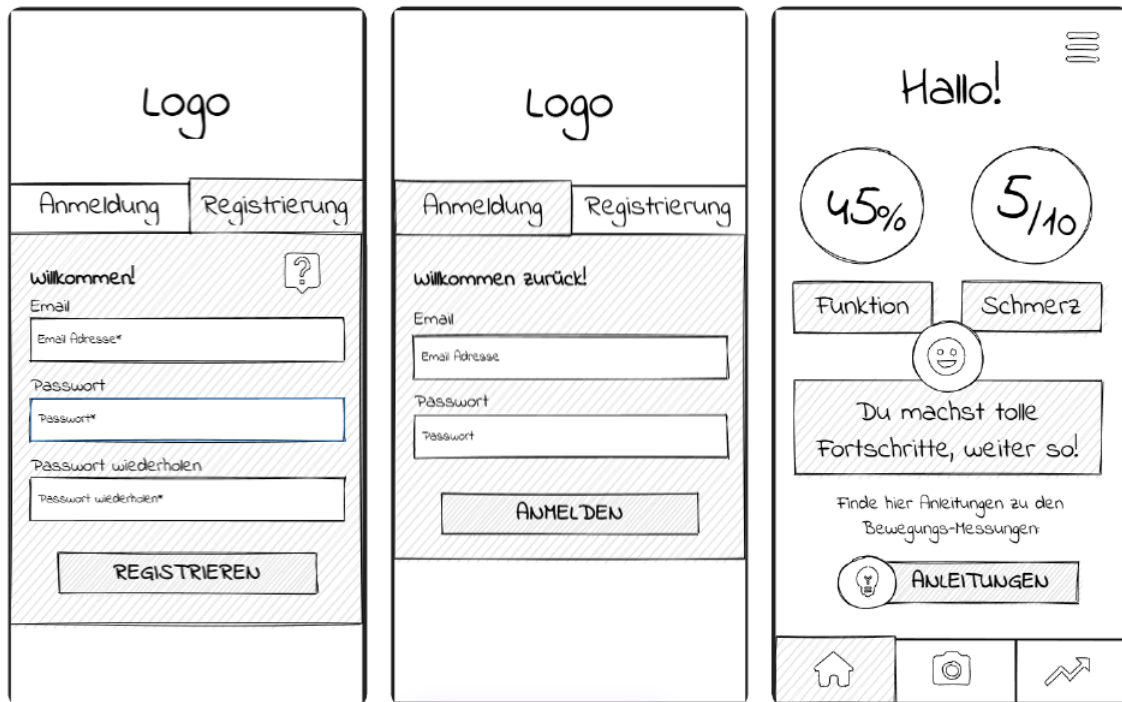 Logo
Anmeldung
Registrierung
Willkommen!
?
Email
Email Adresse*
Passwort
Passwort*
Passwort wiederholen
Passwort wiederholen*
REGISTRIEREN
Logo
Anmeldung
Registrierung
Willkommen zurück!
Email
Email Adresse
Passwort
Passwort
ANMELDEN
Hallo!
45%
5/10
Funktion
Schmerz
Du machst tolle
Fortschritte, weiter so!
Finde hier Anleitungen zu den
Bewegungs-Messungen:
ANLEITUNGEN